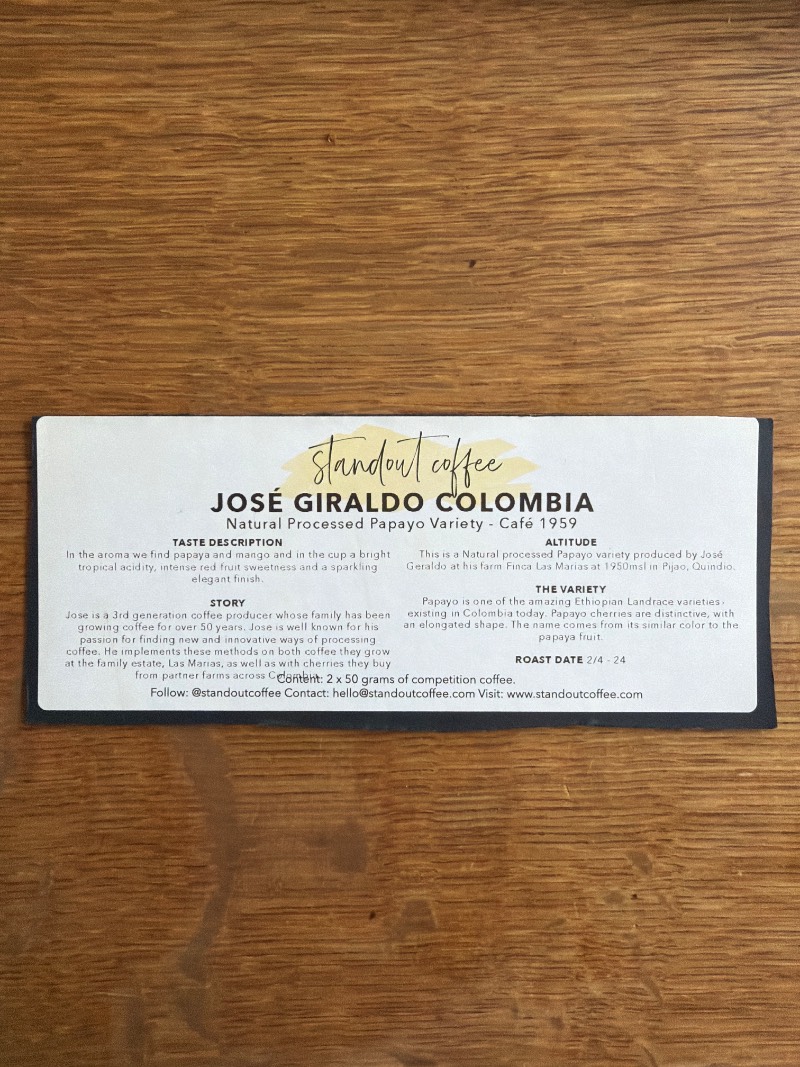 standout coffee
JOSÉ GIRALDO COLOMBIA
Natural Processed Papayo Variety - Café 1959
TASTE DESCRIPTION
In the aroma we find papaya and mango and in the cup a bright
tropical acidity, intense red fruit sweetness and a sparkling
elegant finish.
STORY
Jose is a 3rd generation coffee producer whose family has been
growing coffee for over 50 years. Jose is well known for his
passion for finding new and innovative ways of processing
coffee. He implements these methods on both coffee they grow
at the family estate, Las Marias, as well as with cherries they buy
from partner farms across Colombia.
ALTITUDE
This is a Natural processed Papayo variety produced by José
Geraldo at his farm Finca Las Marias at 1950msl in Pijao, Quindio.
THE VARIETY
Papayo is one of the amazing Ethiopian Landrace varieties
existing in Colombia today. Papayo cherries are distinctive, with
an elongated shape. The name comes from its similar color to the
papaya fruit.
ROAST DATE 2/4 - 24
Content: 2 x 50 grams of competition coffee.
Follow: @standoutcoffee Contact: hello@standoutcoffee.com Visit: www.standoutcoffee.com